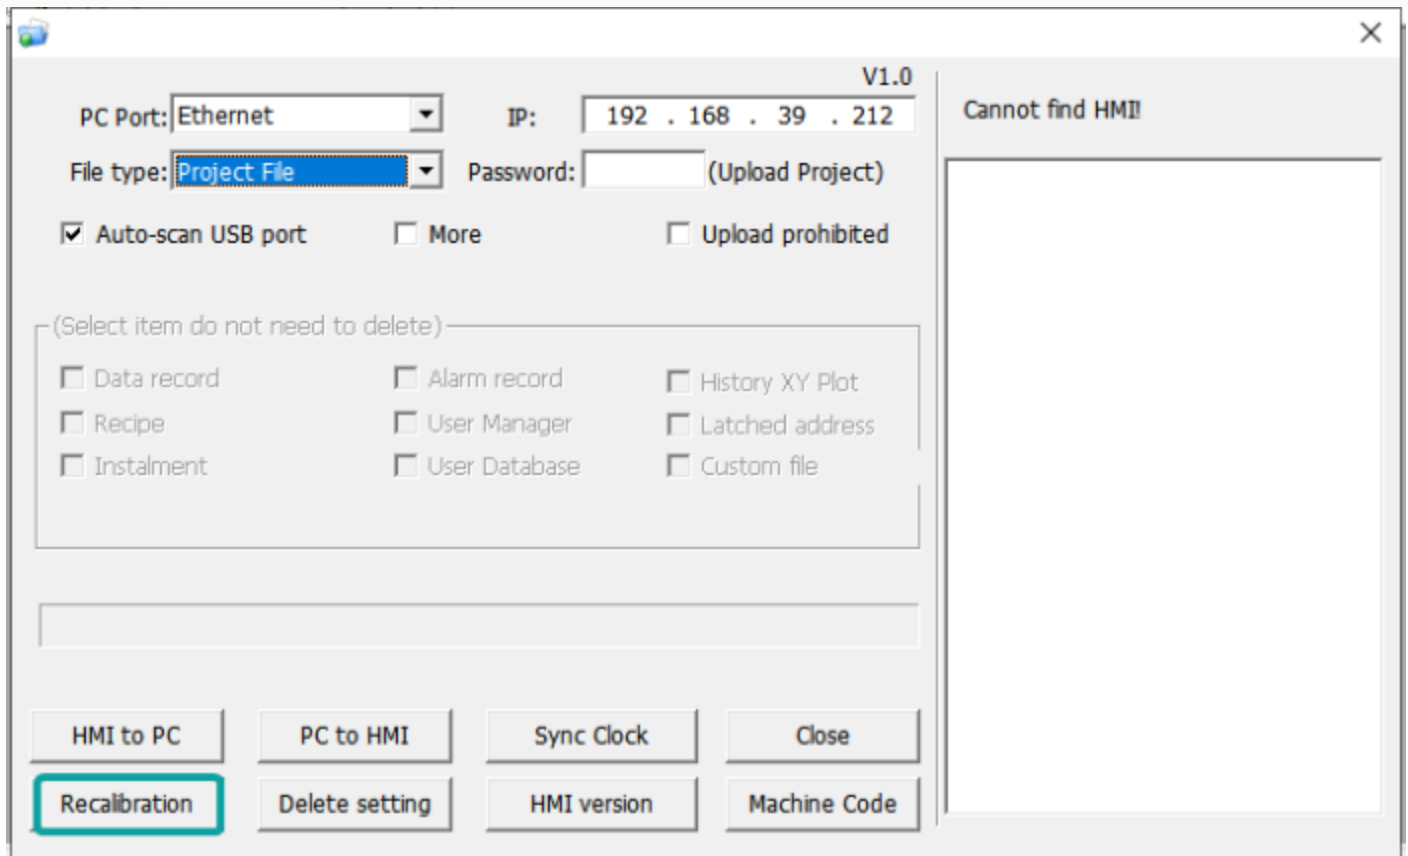 V1.0
PC Port: Ethernet IP: 192 . 168 . 39 . 212
Cannot find HMI!
File type: Project File Password: (Upload Project)
Auto-scan USB port More Upload prohibited
(Select item do not need to delete)
Data record Alarm record History XY Plot
Recipe User Manager Latched address
Instalment User Database Custom file
HMI to PC PC to HMI Sync Clock Close
Recalibration Delete setting HMI version Machine Code